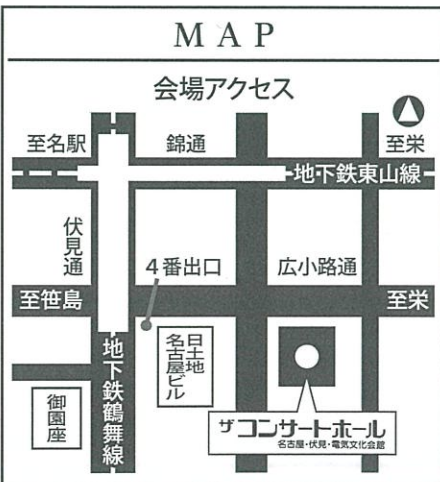 MAP
会場アクセス
至名駅
錦通
至栄
地下鉄東山線
伏見通
4番出口
広小路通
至笹島
至栄
地下鉄鶴舞線
日土地
名古屋ビル
御園座
ザ コンサートホール
名古屋・伏見・電気文化会館